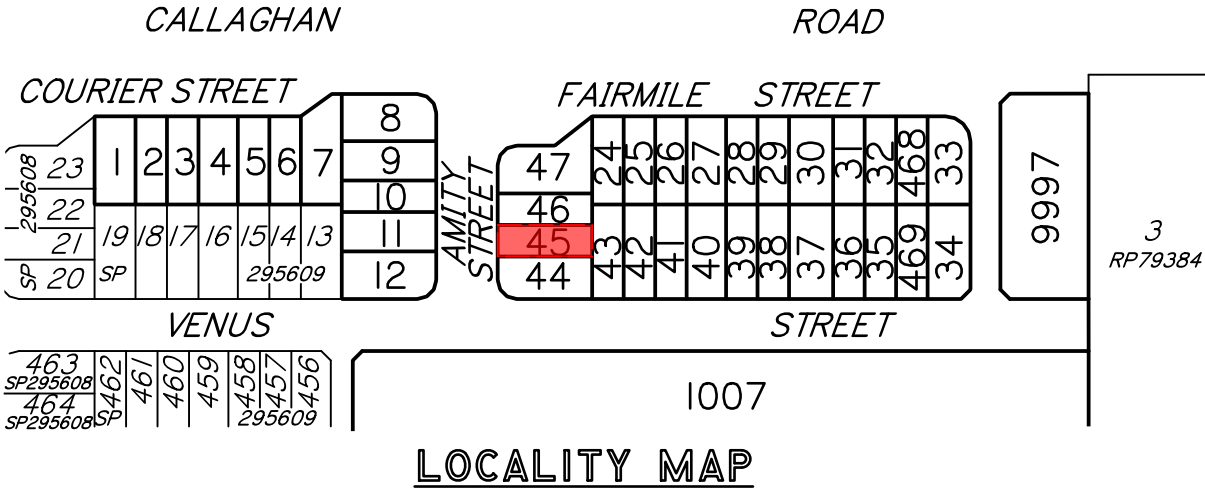 CALLAGHAN ROAD
COURIER STREET
FAIRMILE STREET
8
23 1 2 3 4 5 6 7 9
295608
47 24 25 26 27 28 29 30 31 32 468 33
AMITY STREET
9997
10
22
46
19 18 17 16 15 14 13 11
21
45
43 42 41 40 39 38 37 36 35 469 34
3
RP79384
SP 20 SP 295609 12
44
VENUS STREET
463
SP295608
462 461 460 459 458 457 456
464
SP295608
SP 295609
1007
LOCALITY MAP